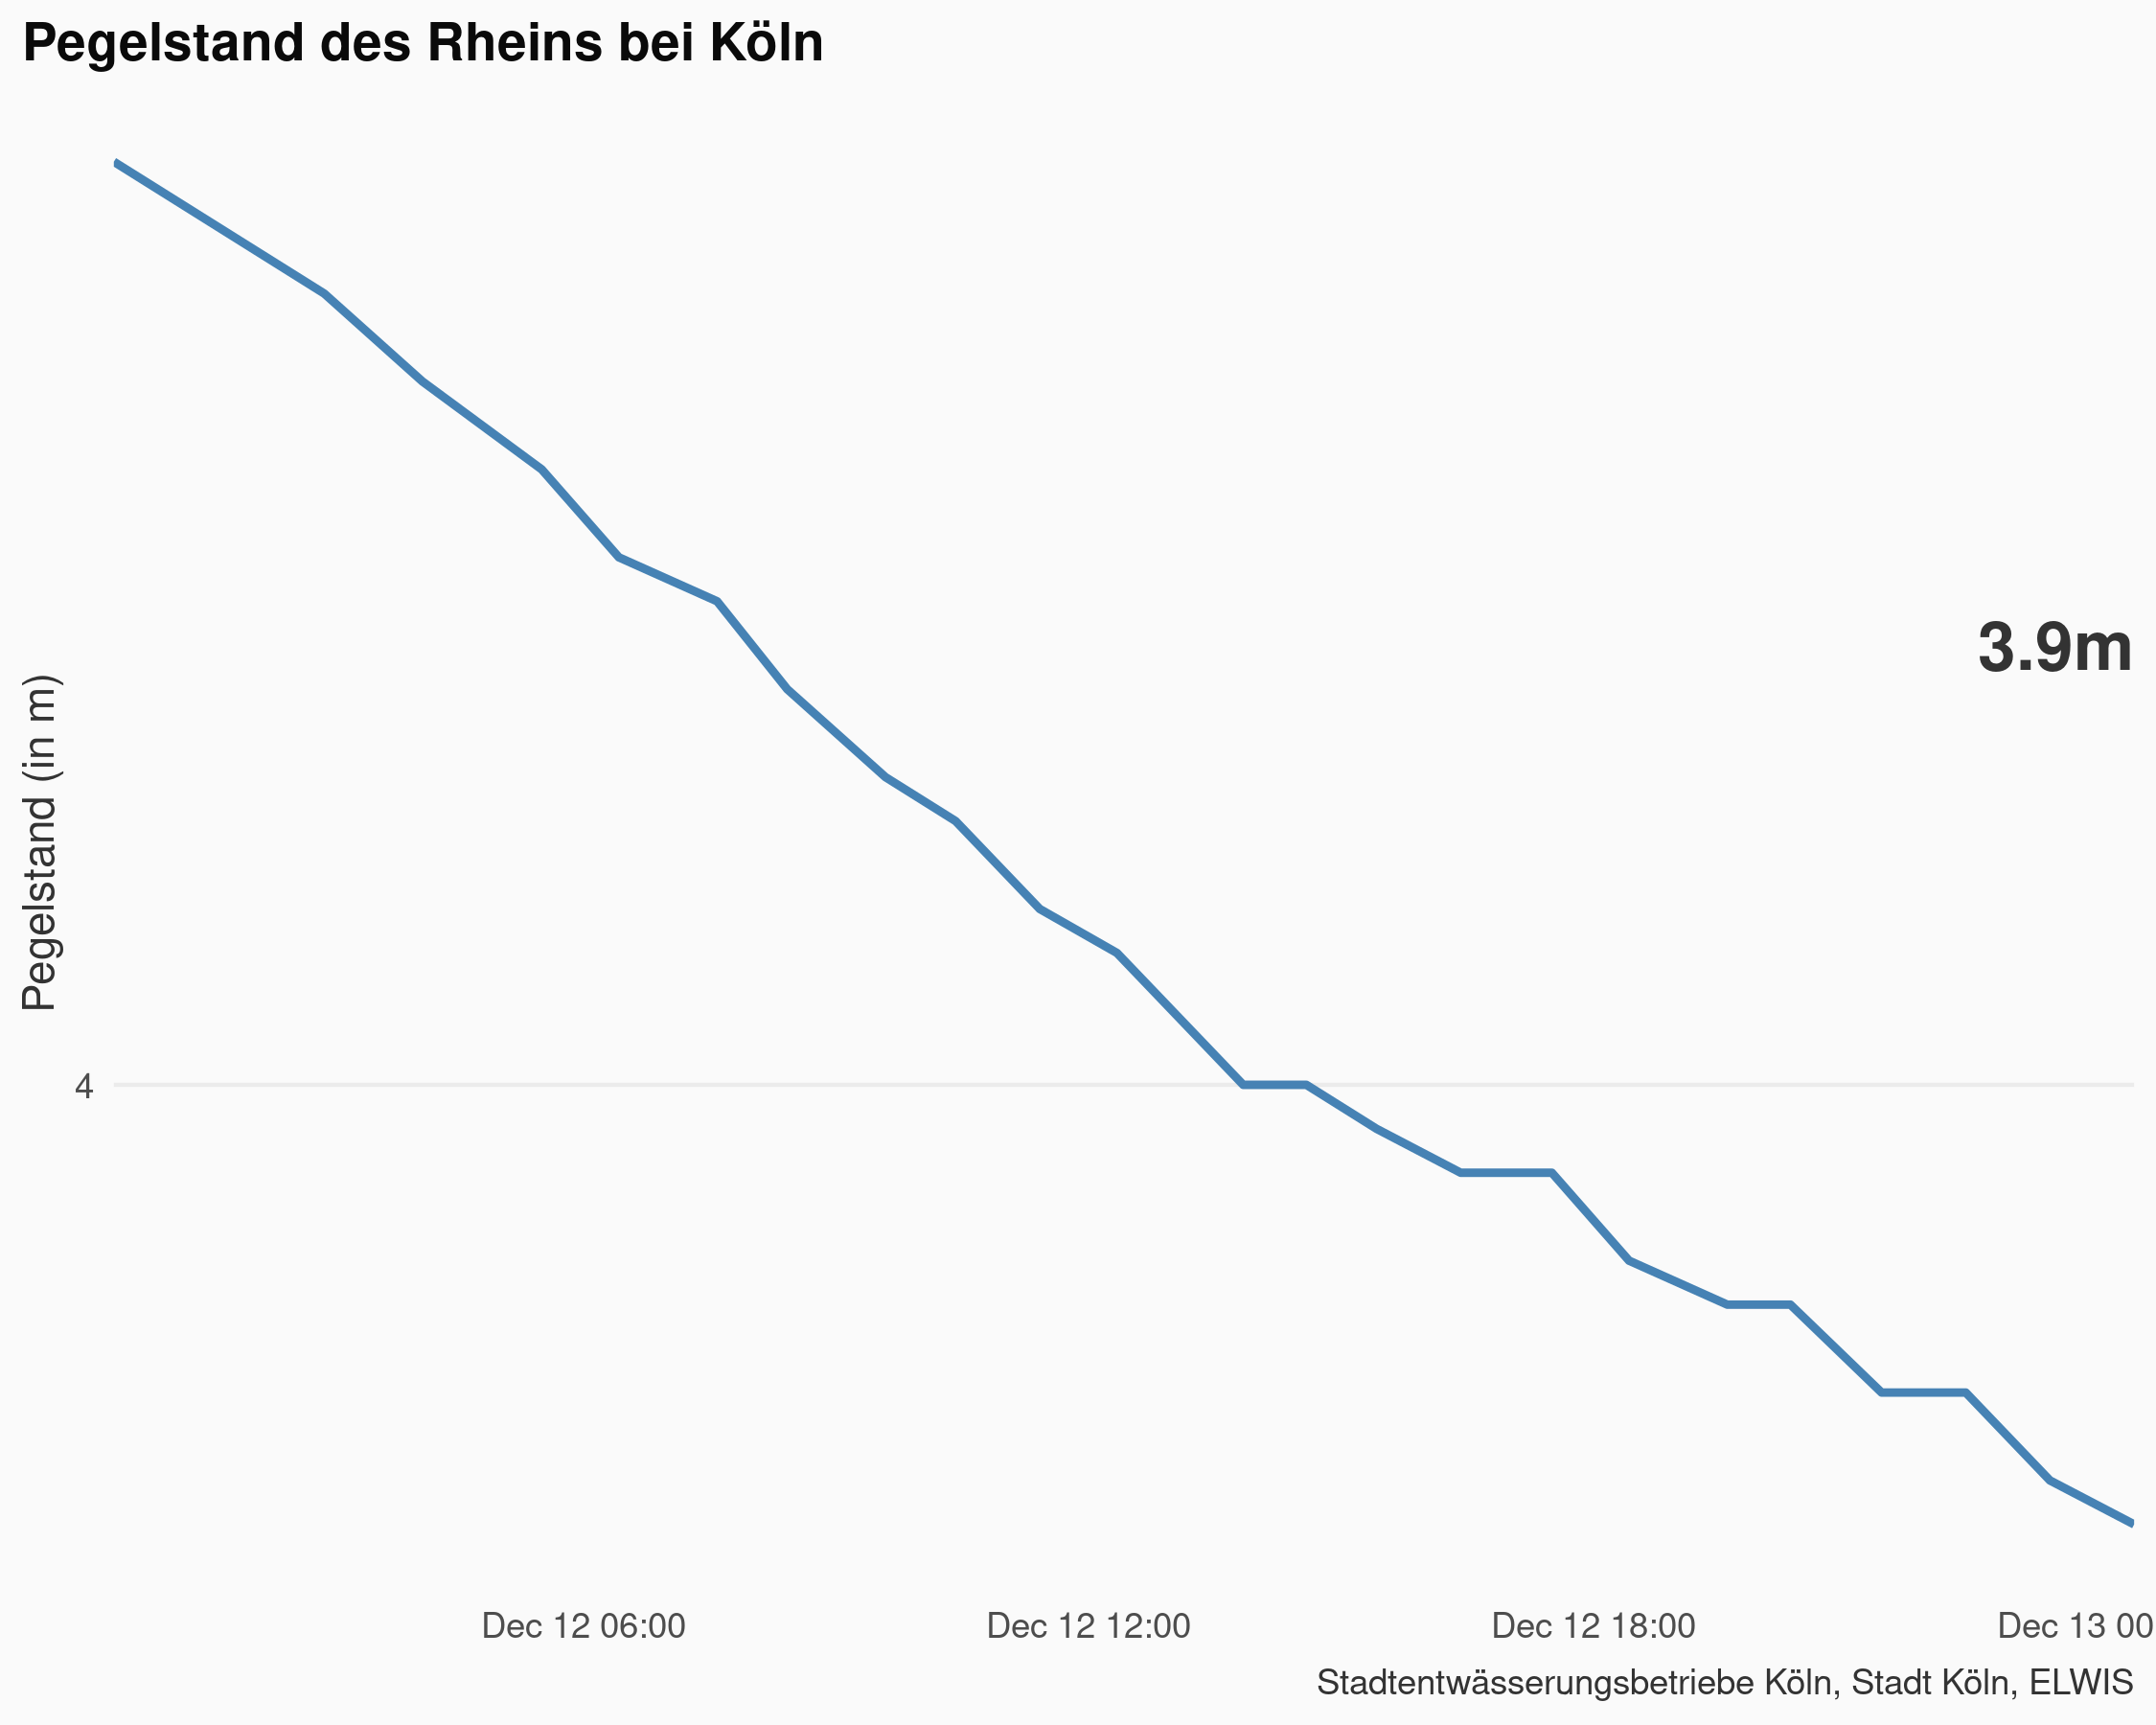 Pegelstand des Rheins bei Köln
3.9m
Pegelstand (in m)
4
Dec 12 06:00
Dec 12 12:00
Dec 12 18:00
Dec 13 00
Stadtentwässerungsbetriebe Köln, Stadt Köln, ELWIS